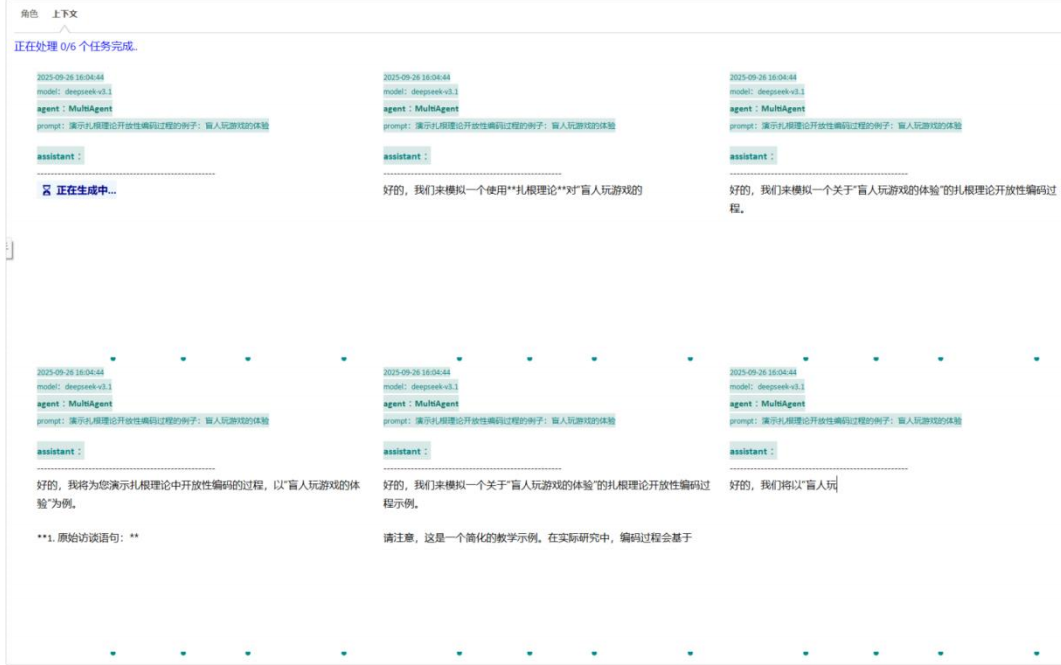 角色 上下文
正在处理 0/6 个任务完成..
2025-09-26 16:04:44
model: deepseek-v3.1
agent：MultiAgent
prompt: 演示扎根理论开放性编码过程的例子：盲人玩游戏的体验
assistant：
-----------------------------------------------------
正在生成中...
2025-09-26 16:04:44
model: deepseek-v3.1
agent：MultiAgent
prompt: 演示扎根理论开放性编码过程的例子：盲人玩游戏的体验
assistant：
-----------------------------------------------------
好的，我们来模拟一个使用**扎根理论**对“盲人玩游戏的
2025-09-26 16:04:44
model: deepseek-v3.1
agent：MultiAgent
prompt: 演示扎根理论开放性编码过程的例子：盲人玩游戏的体验
assistant：
-----------------------------------------------------
好的，我们来模拟一个关于“盲人玩游戏的体验”的扎根理论开放性编码过
程。
2025-09-26 16:04:44
model: deepseek-v3.1
agent：MultiAgent
prompt: 演示扎根理论开放性编码过程的例子：盲人玩游戏的体验
assistant：
-----------------------------------------------------
好的，我将为您演示扎根理论中开放性编码的过程，以“盲人玩游戏的体
验”为例。
**1. 原始访谈语句：**
2025-09-26 16:04:44
model: deepseek-v3.1
agent：MultiAgent
prompt: 演示扎根理论开放性编码过程的例子：盲人玩游戏的体验
assistant：
-----------------------------------------------------
好的，我们来模拟一个关于“盲人玩游戏的体验”的扎根理论开放性编码过
程示例。
请注意，这是一个简化的教学示例。在实际研究中，编码过程会基于
2025-09-26 16:04:44
model: deepseek-v3.1
agent：MultiAgent
prompt: 演示扎根理论开放性编码过程的例子：盲人玩游戏的体验
assistant：
-----------------------------------------------------
好的，我们将以“盲人玩